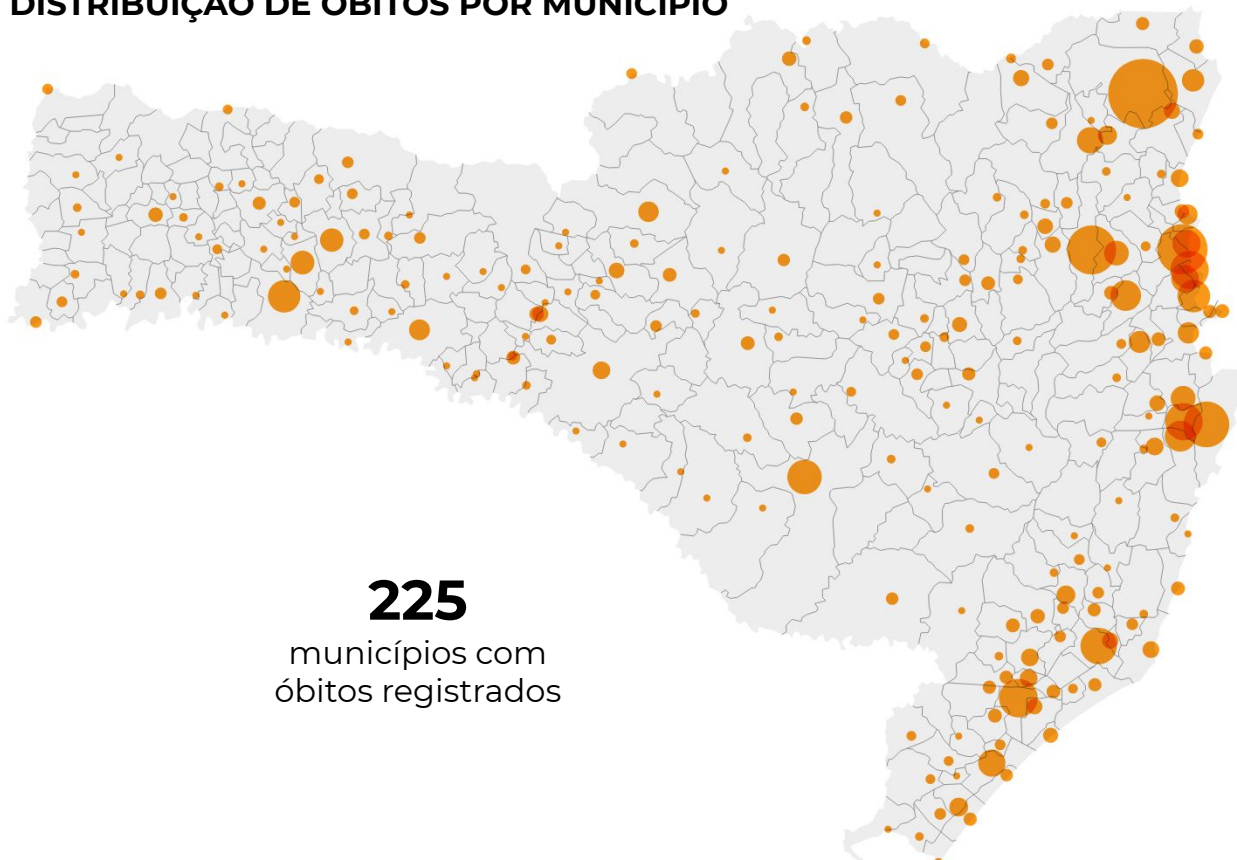 DISTRIBUIÇÃO DE ÓBITOS POR MUNICÍPIO
225
municípios com
óbitos registrados